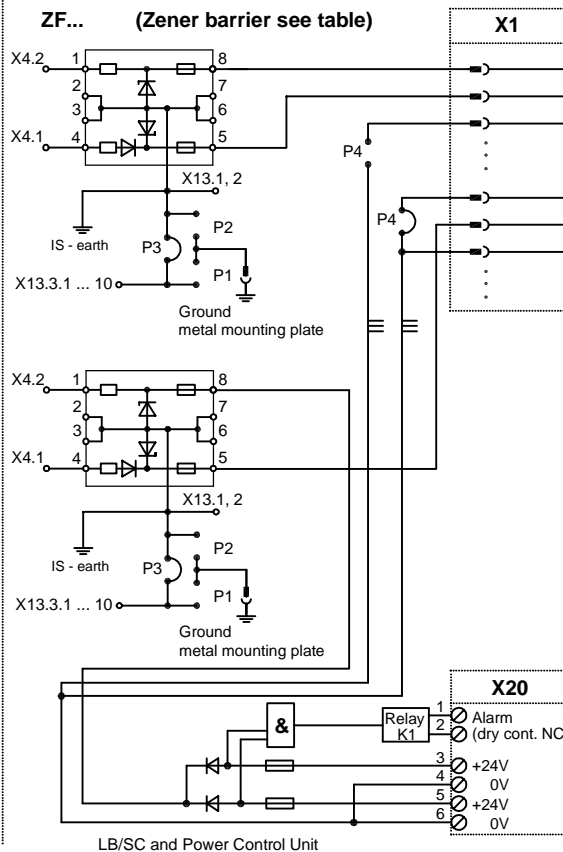 ZF... (Zener barrier see table)
X1
X4.2 1 8
2 7
3 6
X4.1 4 5
P4
X13.1, 2
P2
P4
IS - earth
P3
P1
X13.3.1 ... 10
Ground
metal mounting plate
X4.2 1 8
2 7
3 6
X4.1 4 5
X13.1, 2
P2
IS - earth
P3
P1
X13.3.1 ... 10
Ground
metal mounting plate
X20
&
Relay
K1
1 Alarm
2 (dry cont. NC
3 +24V
4 0V
5 +24V
6 0V
LB/SC and Power Control Unit